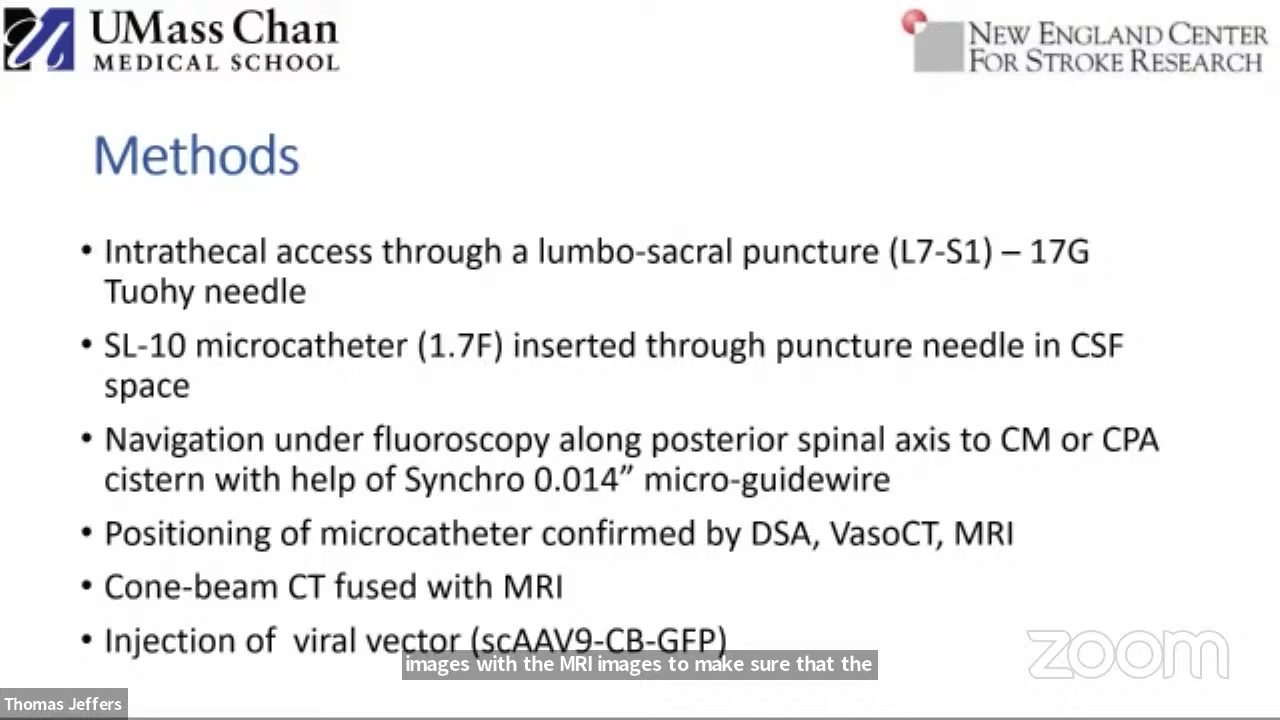 UMass Chan
MEDICAL SCHOOL
NEW ENGLAND CENTER
FOR STROKE RESEARCH
Methods
• Intrathecal access through a lumbo-sacral puncture (L7-S1) – 17G
Tuohy needle
• SL-10 microcatheter (1.7F) inserted through puncture needle in CSF
space
• Navigation under fluoroscopy along posterior spinal axis to CM or CPA
cistern with help of Synchro 0.014” micro-guidewire
• Positioning of microcatheter confirmed by DSA, VasoCT, MRI
• Cone-beam CT fused with MRI
• Injection of  viral vector (scAAV9-CB-GFP)
zoom
images with the MRI images to make sure that the
Thomas Jeffers